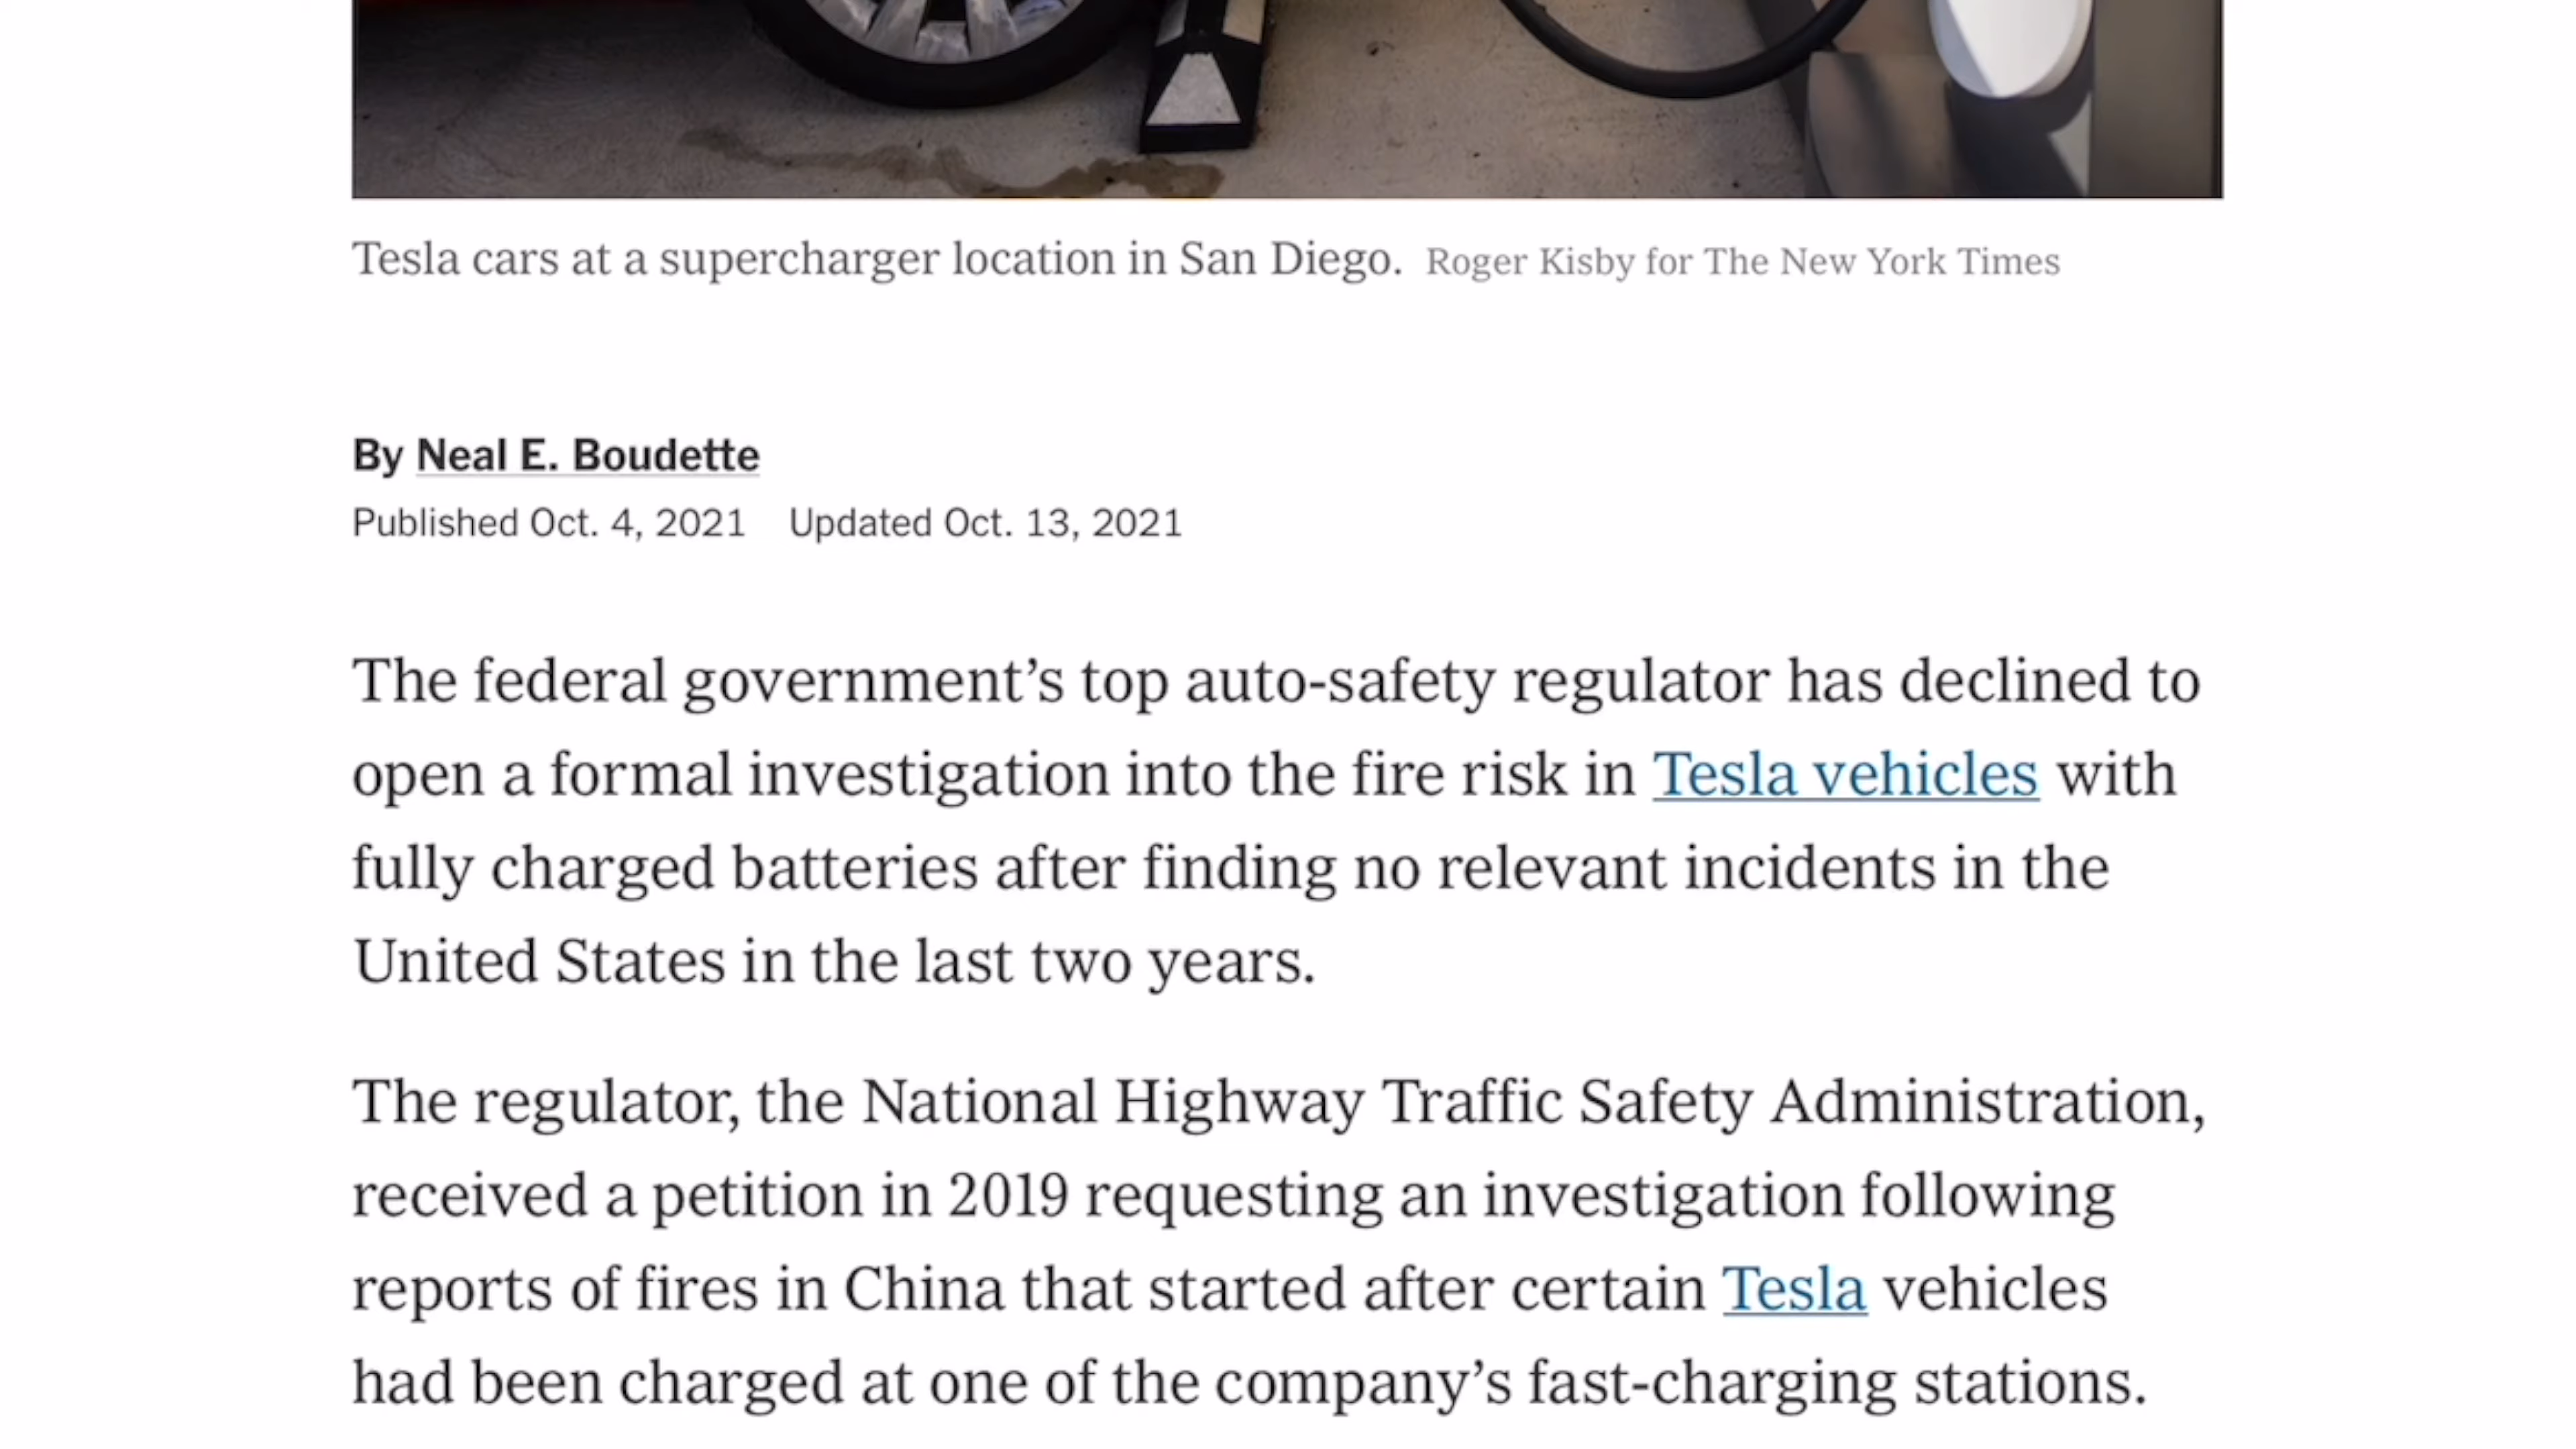 Tesla cars at a supercharger location in San Diego. Roger Kisby for The New York Times
By Neal E. Boudette
Published Oct. 4, 2021 Updated Oct. 13, 2021
The federal government’s top auto-safety regulator has declined to
open a formal investigation into the fire risk in Tesla vehicles with
fully charged batteries after finding no relevant incidents in the
United States in the last two years.
The regulator, the National Highway Traffic Safety Administration,
received a petition in 2019 requesting an investigation following
reports of fires in China that started after certain Tesla vehicles
had been charged at one of the company’s fast-charging stations.